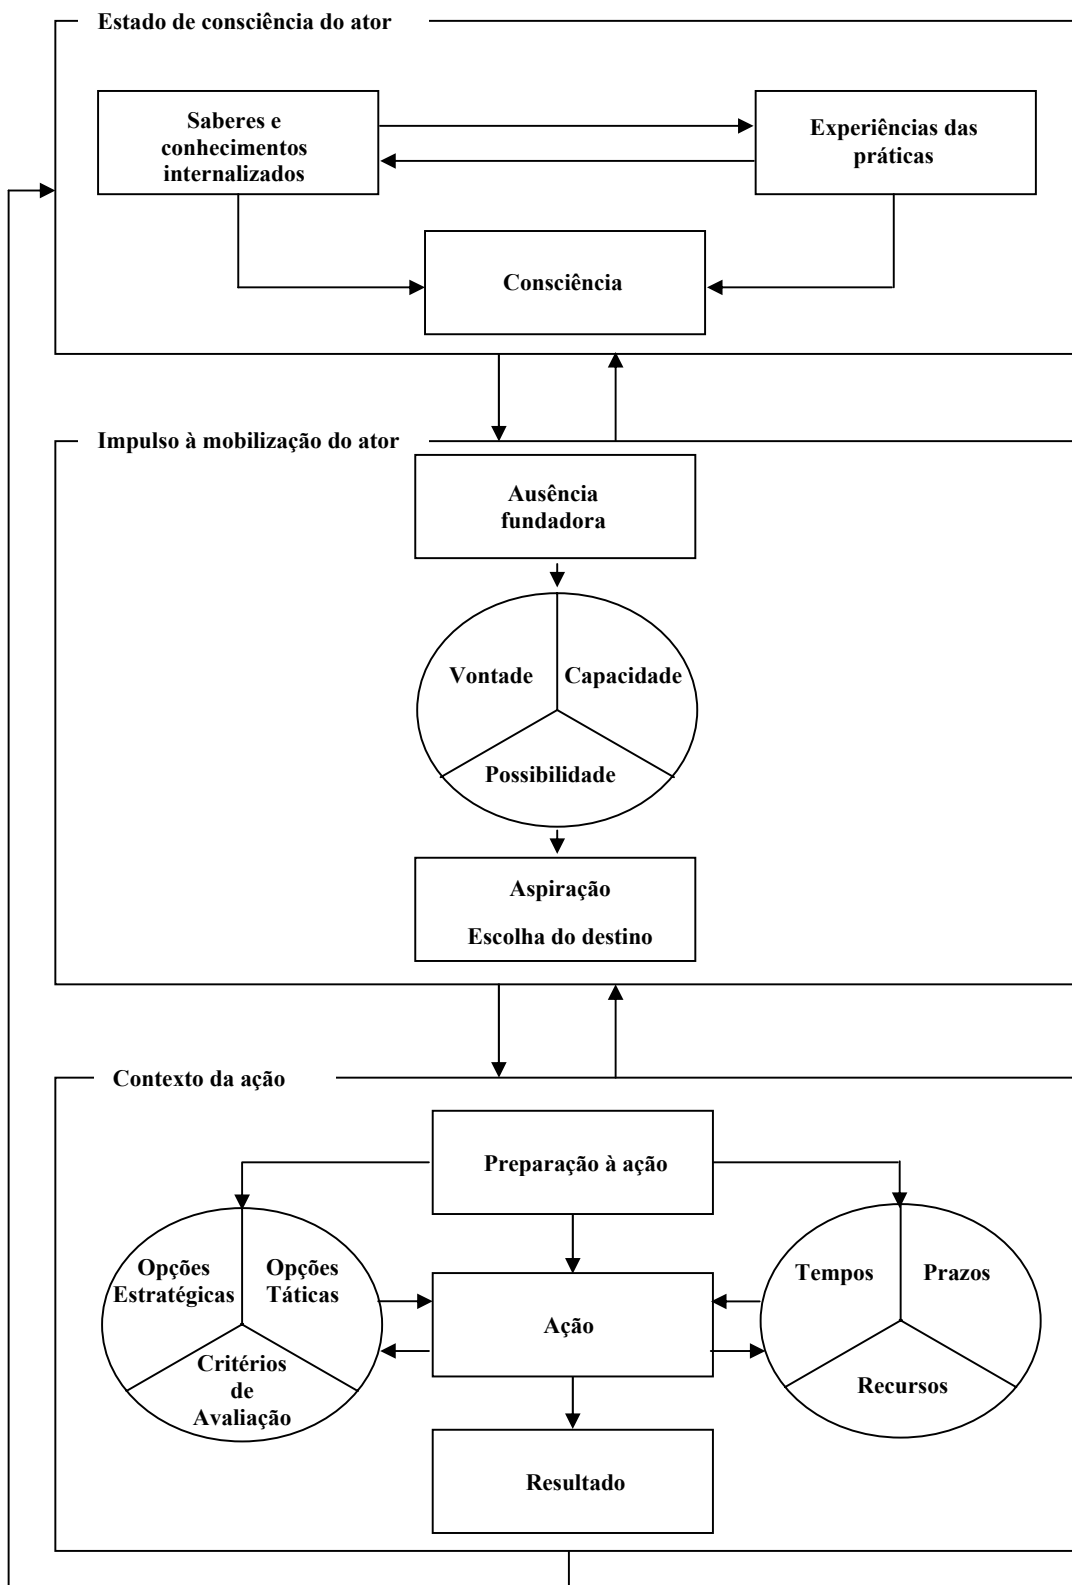 Estado de consciência do ator
Saberes e
conhecimentos
internalizados
Experiências das
práticas
Consciência
Impulso à mobilização do ator
Ausência
fundadora
Vontade
Capacidade
Possibilidade
Aspiração
Escolha do destino
Contexto da ação
Preparação à ação
Opções
Estratégicas
Opções
Táticas
Critérios
de
Avaliação
Ação
Tempos
Prazos
Recursos
Resultado